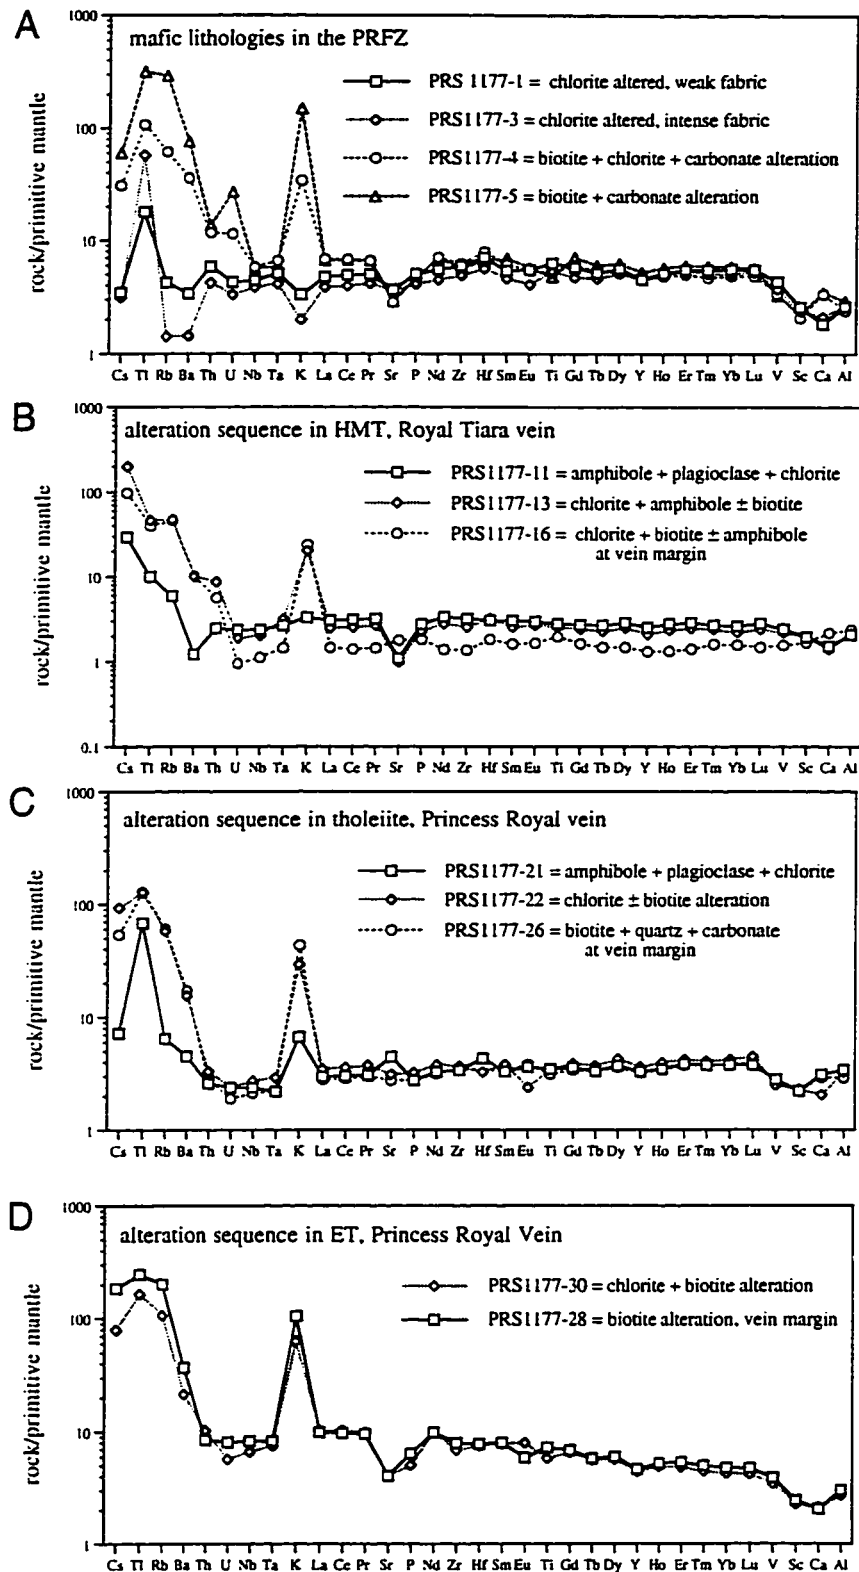 A
mafic lithologies in the PRFZ
PRS 1177-1 = chlorite altered, weak fabric
PRS1177-3 = chlorite altered, intense fabric
PRS1177-4 = biotite + chlorite + carbonate alteration
PRS1177-5 = biotite + carbonate alteration
rock/primitive mantle
1000
100
10
1
Cs Tl Rb Ba Th U Nb Ta K La Ce Pr Sr P Nd Zr Hf Sm Eu Ti Gd Tb Dy Y Ho Er Tm Yb Lu V Sc Ca Al
B
alteration sequence in HMT, Royal Tiara vein
PRS1177-11 = amphibole + plagioclase + chlorite
PRS1177-13 = chlorite + amphibole ± biotite
PRS1177-16 = chlorite + biotite ± amphibole
at vein margin
rock/primitive mantle
1000
100
10
1
0.1
Cs Tl Rb Ba Th U Nb Ta K La Ce Pr Sr P Nd Zr Hf Sm Eu Ti Gd Tb Dy Y Ho Er Tm Yb Lu V Sc Ca Al
C
alteration sequence in tholeiite, Princess Royal vein
PRS1177-21 = amphibole + plagioclase + chlorite
PRS1177-22 = chlorite ± biotite alteration
PRS1177-26 = biotite + quartz + carbonate
at vein margin
rock/primitive mantle
1000
100
10
1
Cs Tl Rb Ba Th U Nb Ta K La Ce Pr Sr P Nd Zr Hf Sm Eu Ti Gd Tb Dy Y Ho Er Tm Yb Lu V Sc Ca Al
D
alteration sequence in ET, Princess Royal Vein
PRS1177-30 = chlorite + biotite alteration
PRS1177-28 = biotite alteration, vein margin
rock/primitive mantle
1000
100
10
1
Cs Tl Rb Ba Th U Nb Ta K La Ce Pr Sr P Nd Zr Hf Sm Eu Ti Gd Tb Dy Y Ho Er Tm Yb Lu V Sc Ca Al